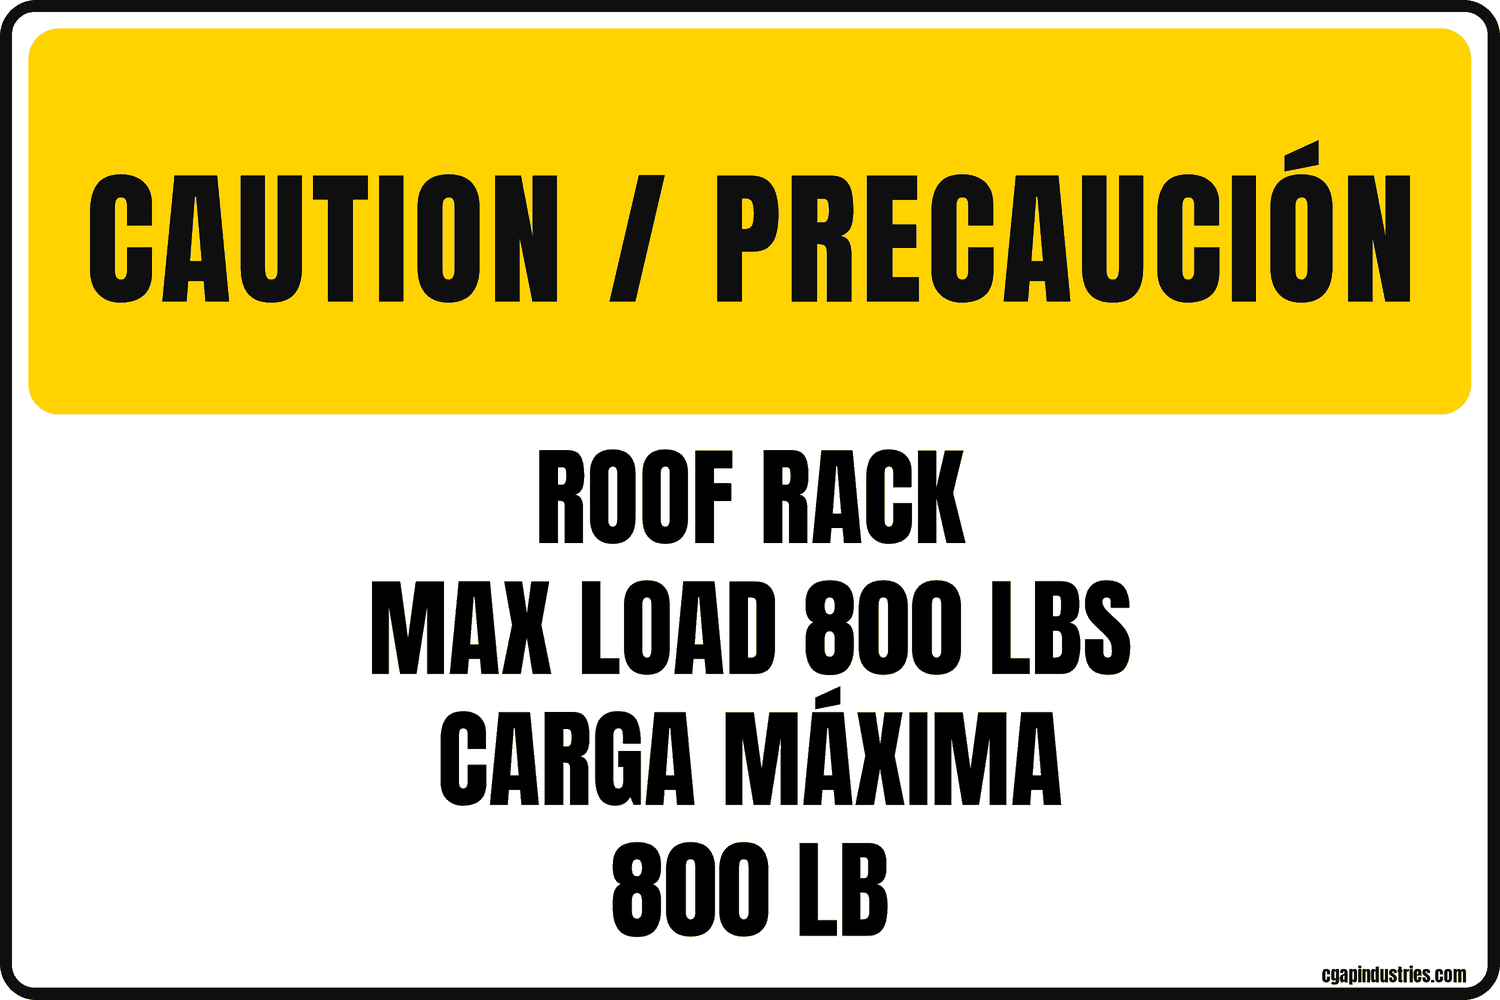 CAUTION / PRECAUCIÓN
ROOF RACK
MAX LOAD 800 LBS
CARGA MÁXIMA
800 LB
cgapindustries.com